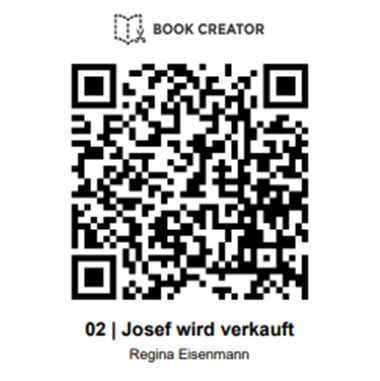 BOOK CREATOR
02 | Josef wird verkauft
Regina Eisenmann